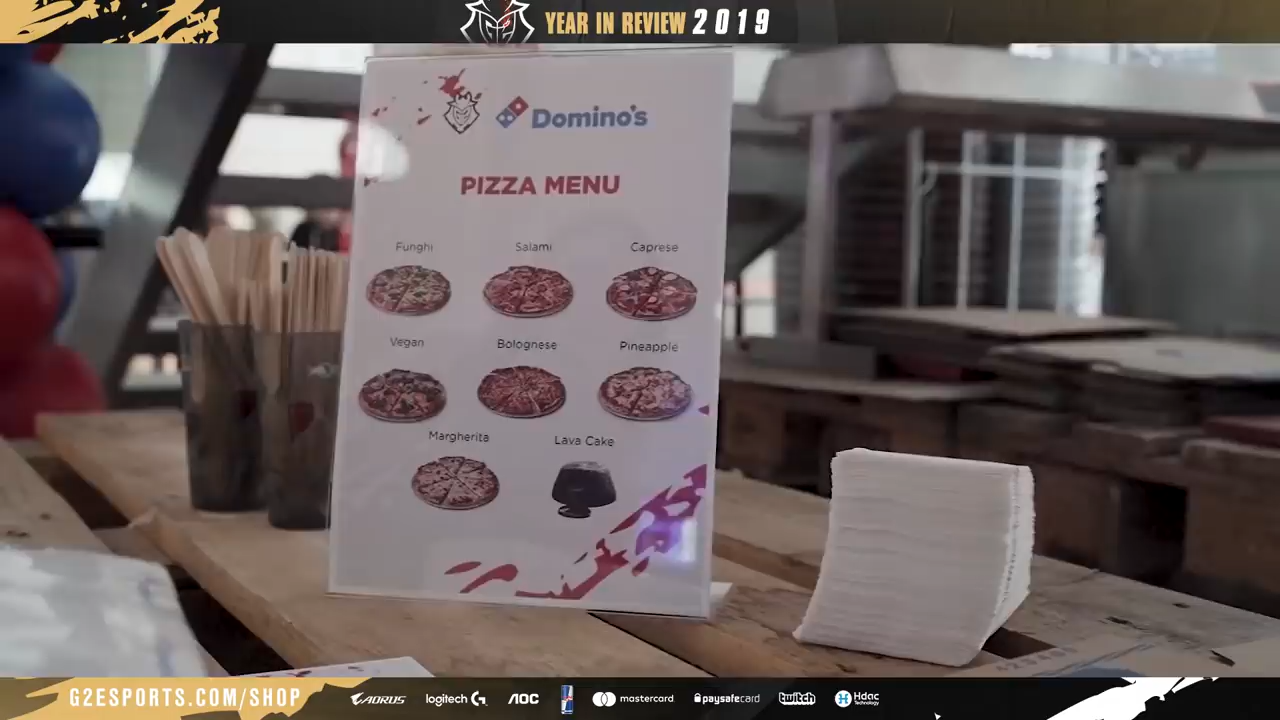 YEAR IN REVIEW 2019
Domino's
PIZZA MENU
Funghi Salami Caprese
Vegan Bolognese Pineapple
Margherita Lava Cake
G2ESPORTS.COM/SHOP AORUS logitech G AOC mastercard paysafecard twitch Hdac Technology